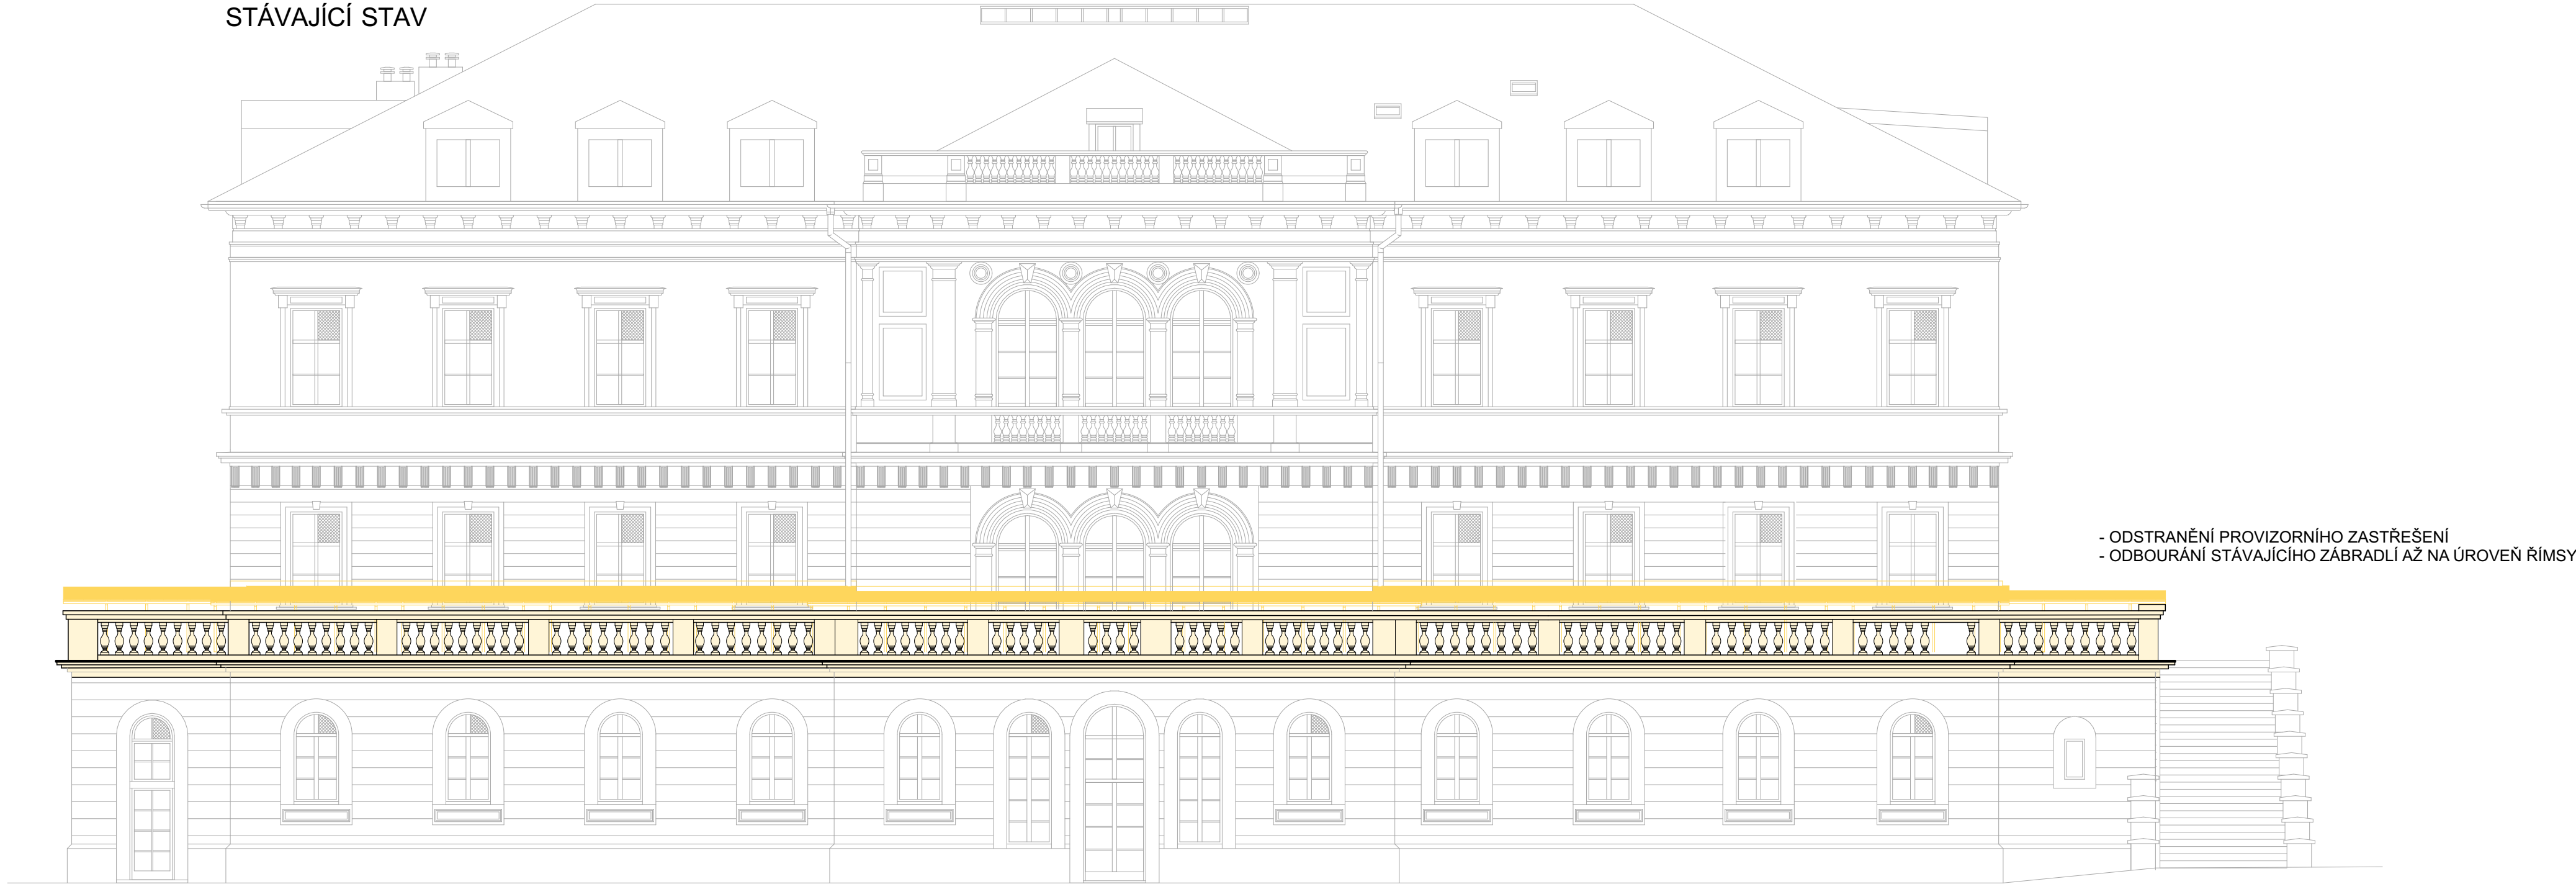 STÁVAJÍCÍ STAV
- ODSTRANĚNÍ PROVIZORNÍHO ZASTŘEŠENÍ
- ODBOURÁNÍ STÁVAJÍCÍHO ZÁBRADLÍ AŽ NA ÚROVEŇ ŘÍMSY